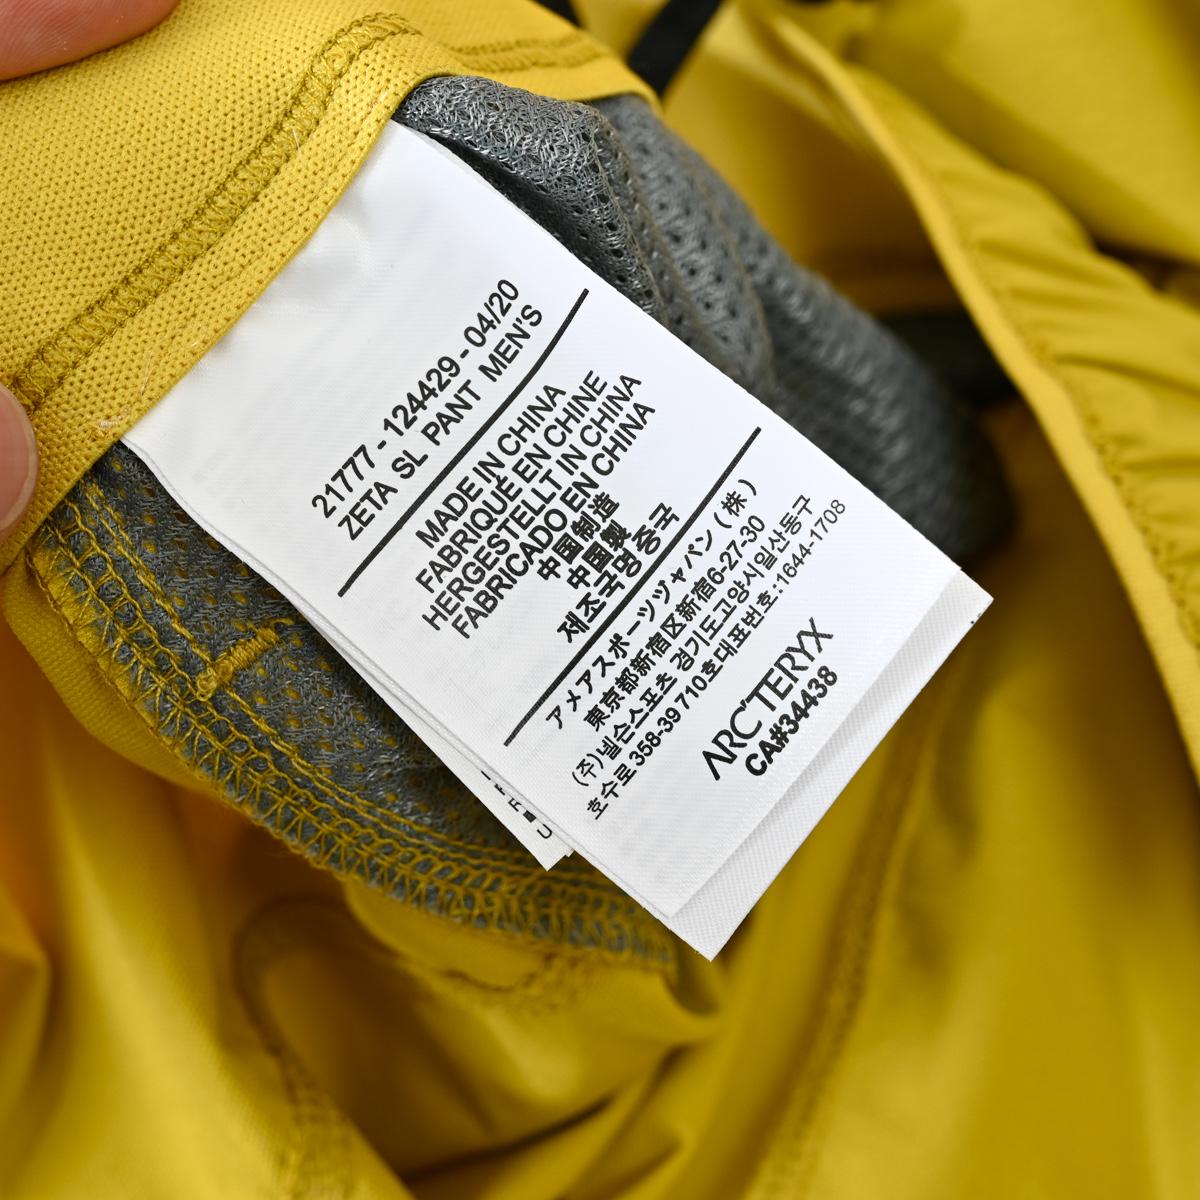 21777 - 124429 - 04/20
ZETA SL PANT MEN'S
MADE IN CHINA
FABRIQUÉ EN CHINE
HERGESTELLT IN CHINA
FABRICADO EN CHINA
中国制造
中国製
제조국명중국
アメアスポーツジャパン(株)
東京都新宿区新宿6-27-30
(주)넬슨스포츠 경기도고양시일산동구
호수로 358-39 710호대표번호:1644-1708
ARC'TERYX
CA#34438